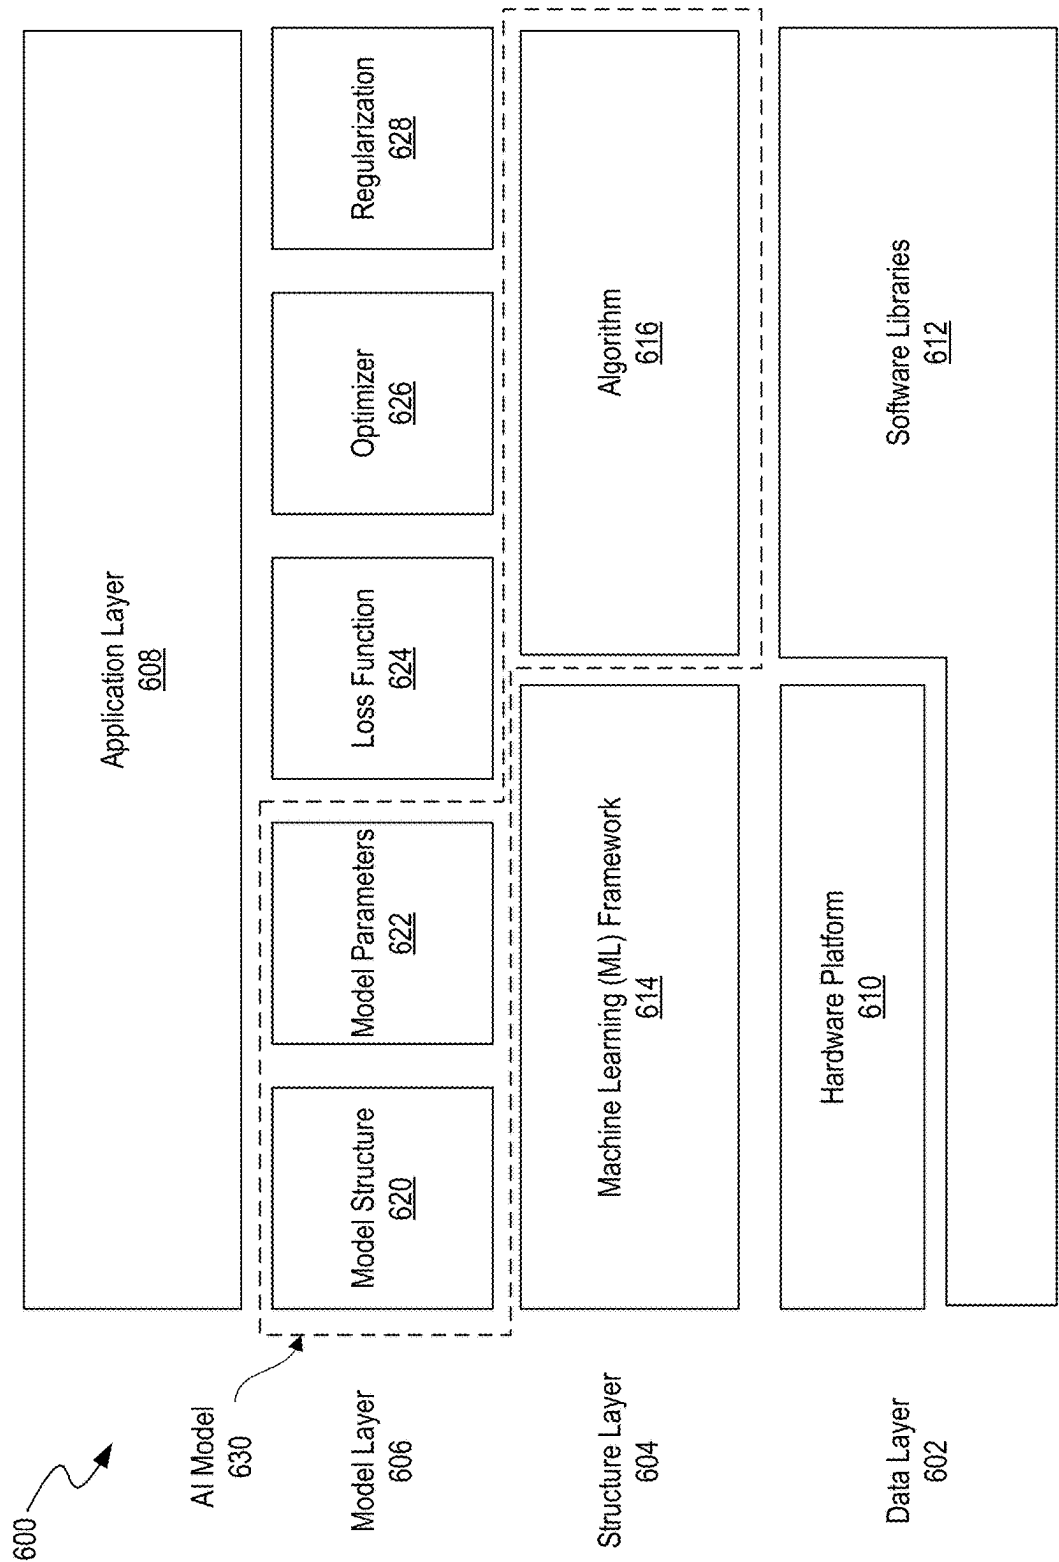 600
AI Model
630
Application Layer
608
Model Layer
606
Model Structure
620
Model Parameters
622
Loss Function
624
Optimizer
626
Regularization
628
Structure Layer
604
Machine Learning (ML) Framework
614
Algorithm
616
Data Layer
602
Hardware Platform
610
Software Libraries
612